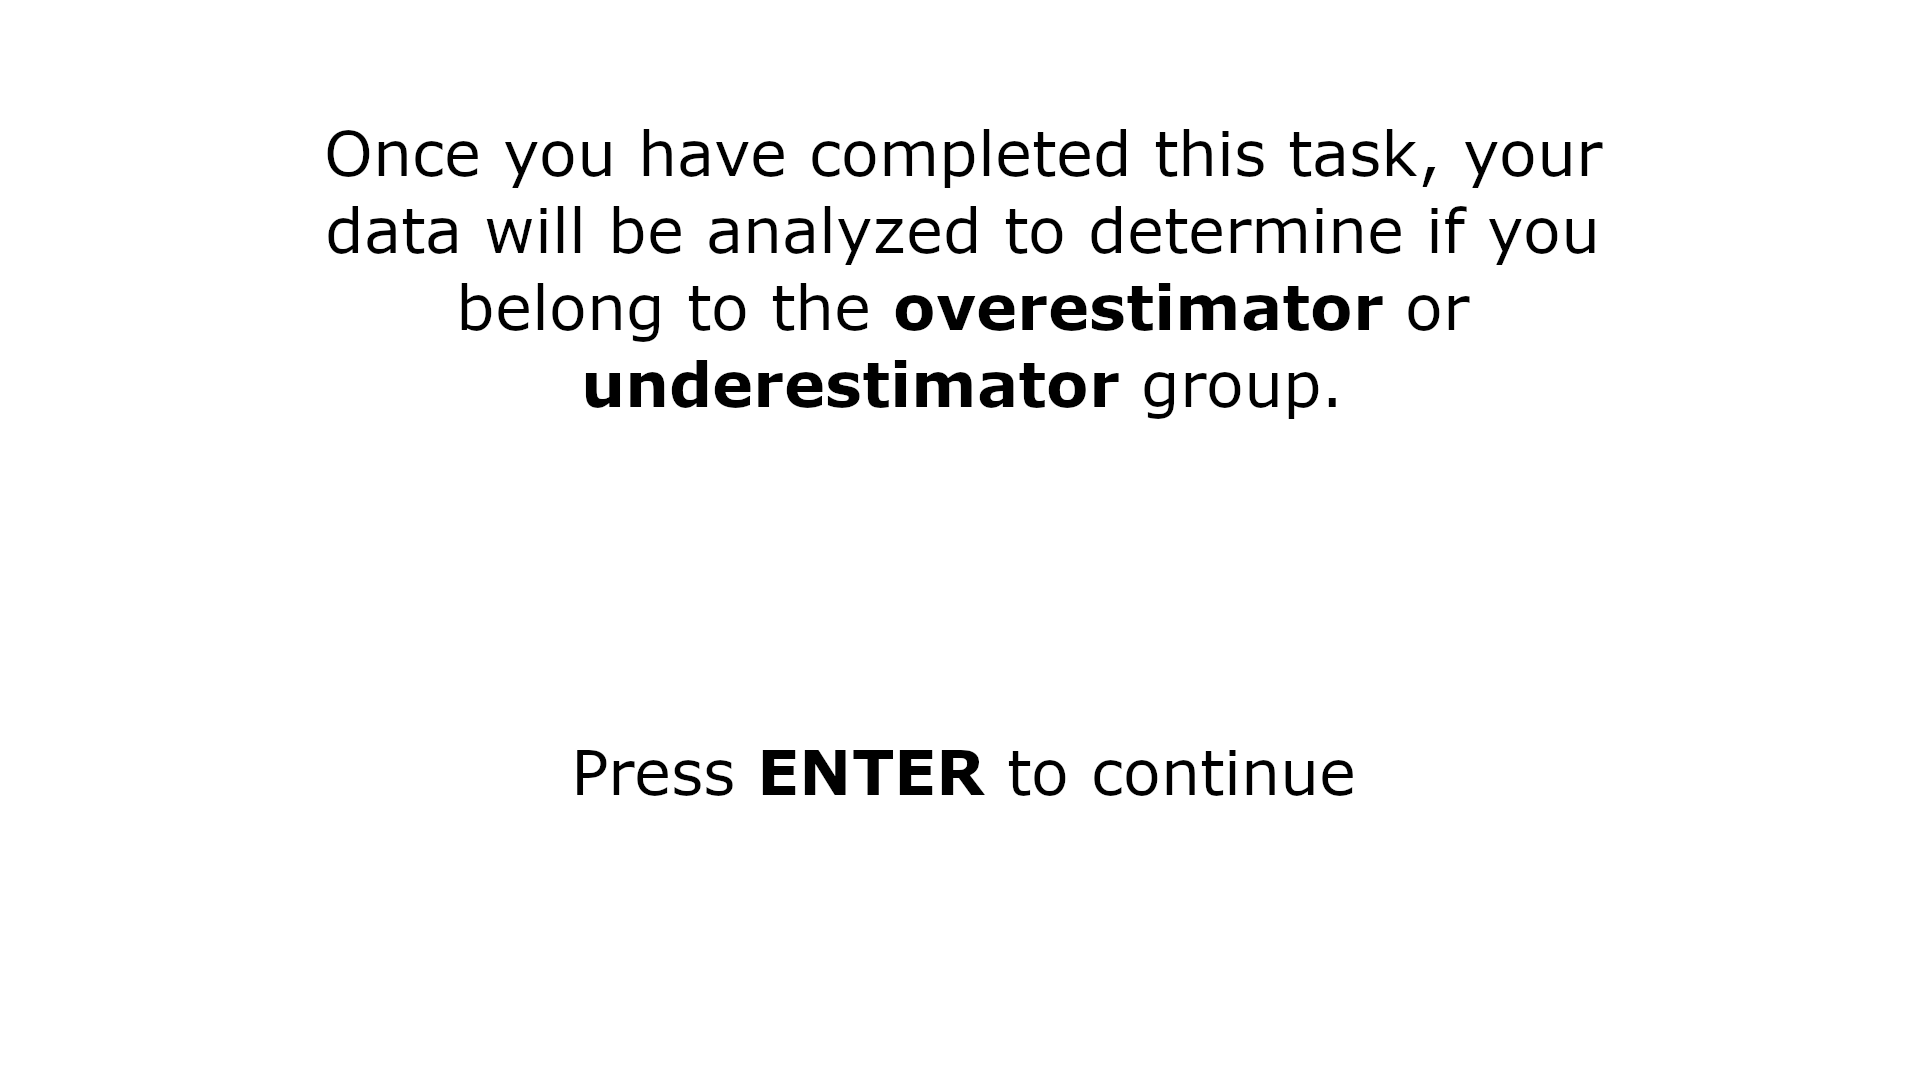 Once you have completed this task, your
data will be analyzed to determine if you
belong to the overestimator or
underestimator group.
Press ENTER to continue